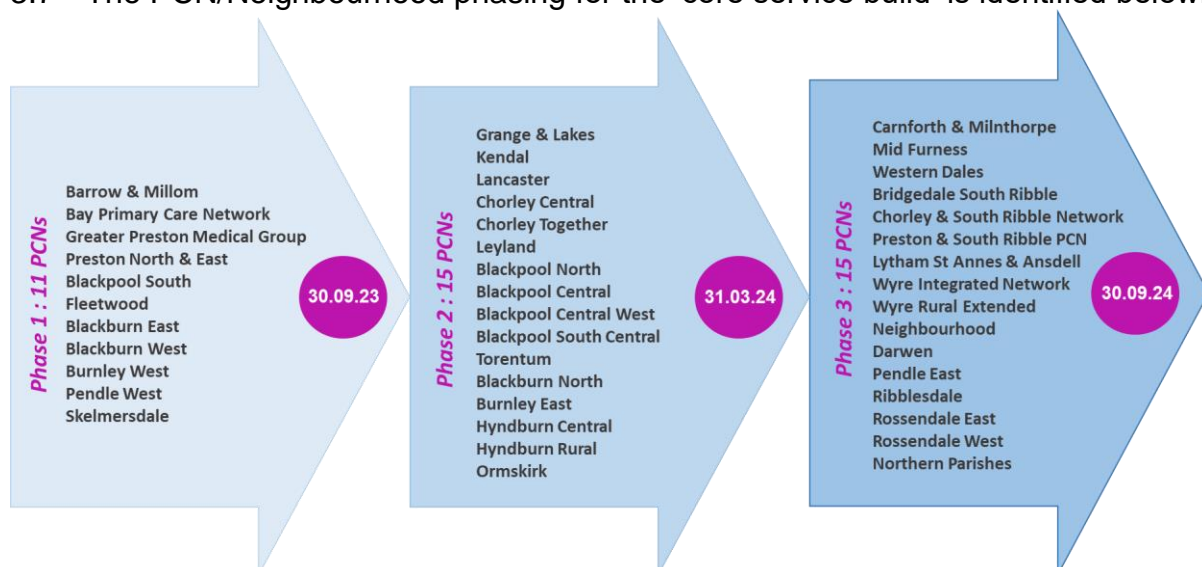 The PCN/Neighbourhood phasing for the 'core service build' is identified below
Phase 1 : 11 PCNs
Barrow & Millom
Bay Primary Care Network
Greater Preston Medical Group
Preston North & East
Blackpool South
Fleetwood
Blackburn East
Blackburn West
Burnley West
Pendle West
Skelmersdale
30.09.23
Phase 2 : 15 PCNs
Grange & Lakes
Kendal
Lancaster
Chorley Central
Chorley Together
Leyland
Blackpool North
Blackpool Central
Blackpool Central West
Blackpool South Central
Torentum
Blackburn North
Burnley East
Hyndburn Central
Hyndburn Rural
Ormskirk
31.03.24
Phase 3 : 15 PCNs
Carnforth & Milnthorpe
Mid Furness
Western Dales
Bridgedale South Ribble
Chorley & South Ribble Network
Preston & South Ribble PCN
Lytham St Annes & Ansdell
Wyre Integrated Network
Wyre Rural Extended
Neighbourhood
Darwen
Pendle East
Ribblesdale
Rossendale East
Rossendale West
Northern Parishes
30.09.24